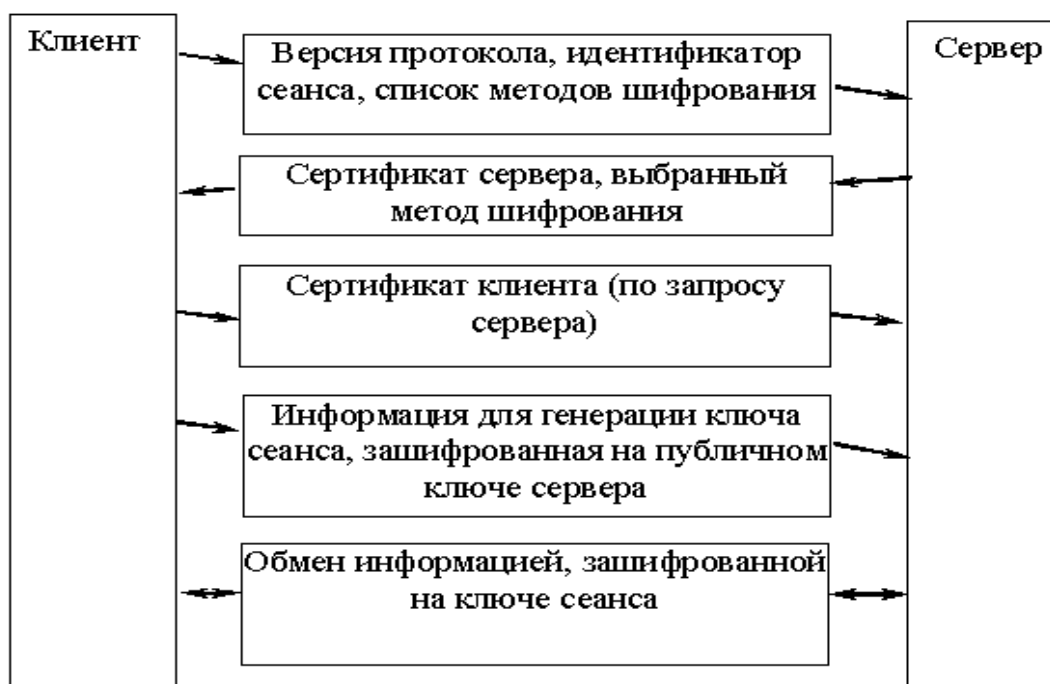 Клиент
Сервер
Версия протокола, идентификатор
сеанса, список методов шифрования
Сертификат сервера, выбранный
метод шифрования
Сертификат клиента (по запросу
сервера)
Информация для генерации ключа
сеанса, зашифрованная на публичном
ключе сервера
Обмен информацией, зашифрованной
на ключе сеанса